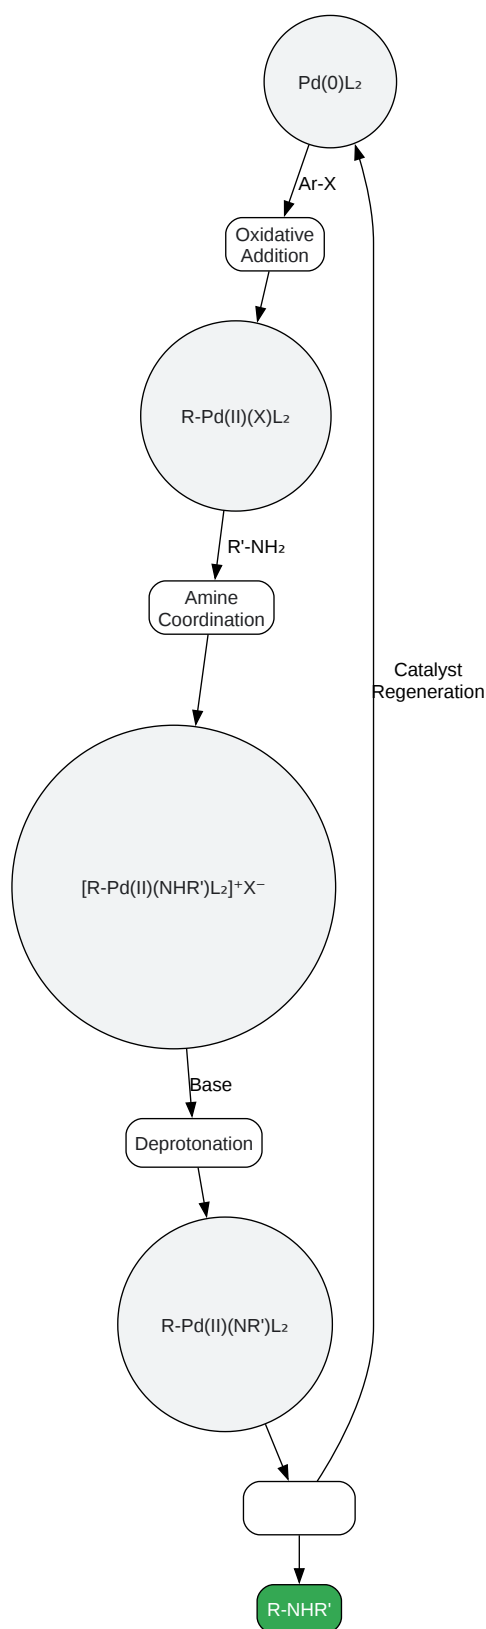 Pd(0)L₂
Ar-X
Oxidative
Addition
R-Pd(II)(X)L₂
R'-NH₂
Amine
Coordination
Catalyst
Regeneration
[R-Pd(II)(NHR')L₂]⁺X⁻
Base
Deprotonation
R-Pd(II)(NR')L₂
R-NHR'